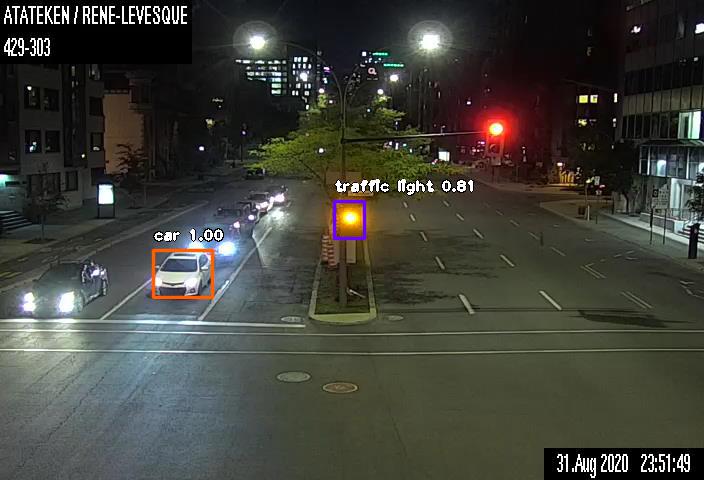 ATATEKEN / RENE-LEVESQUE
429-303
traffic light 0.81
car 1.00
31.Aug 2020 23:51:49